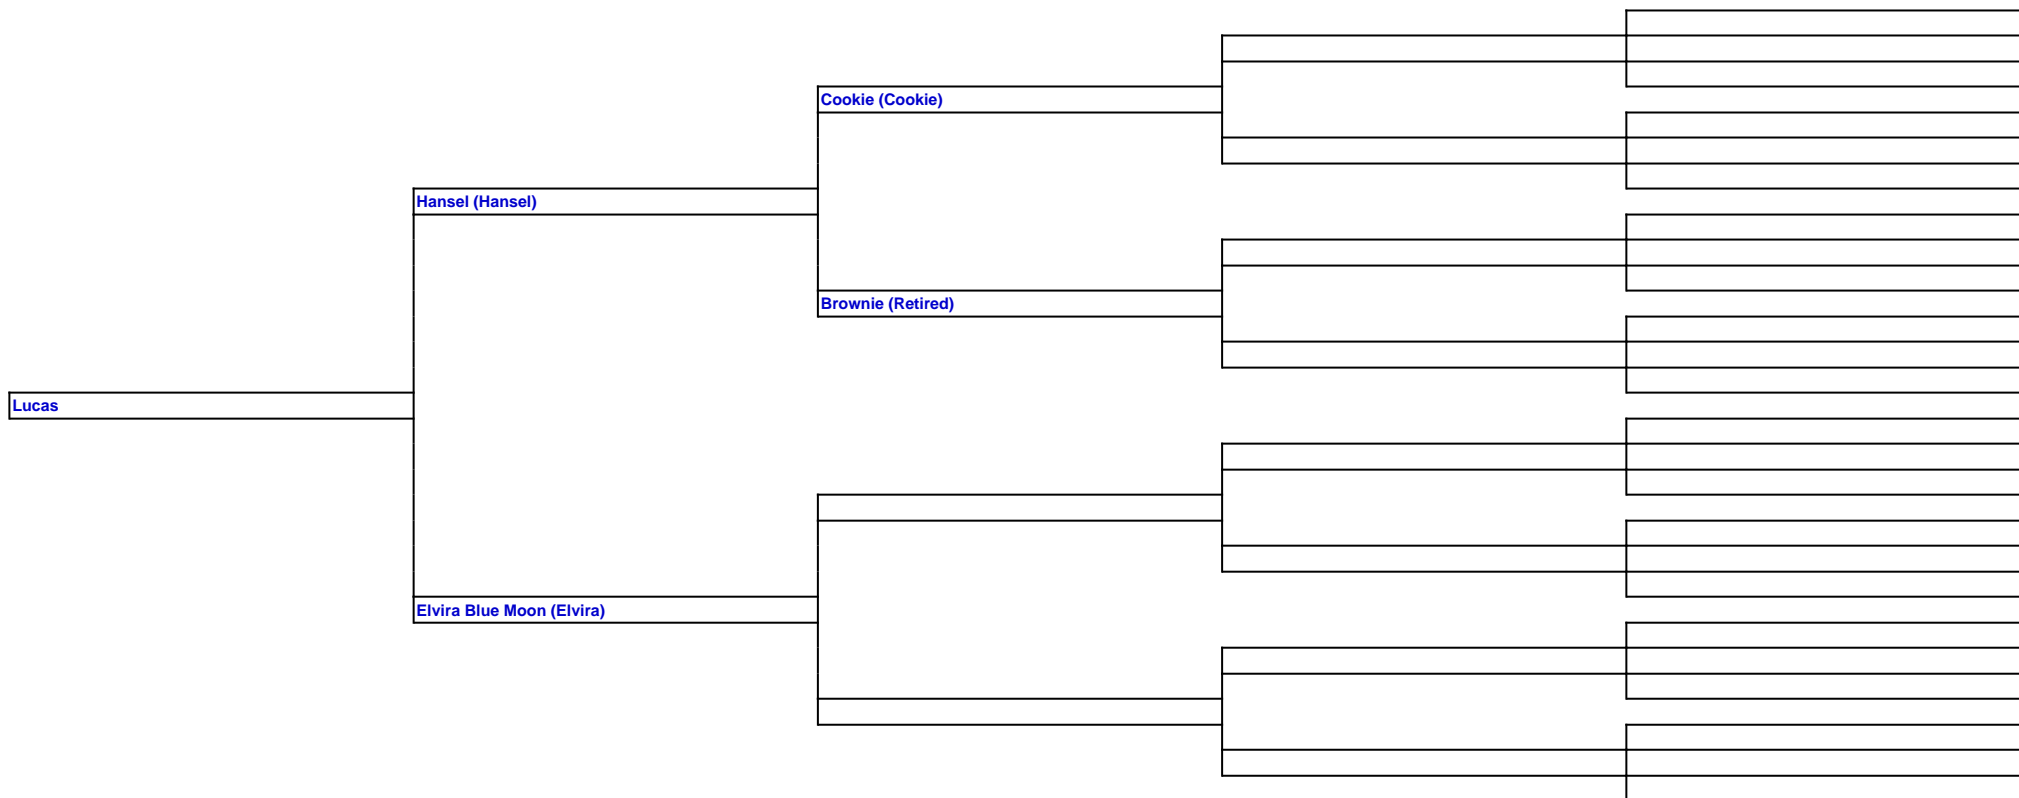 Cookie (Cookie)
Hansel (Hansel)
Brownie (Retired)
Lucas
Elvira Blue Moon (Elvira)